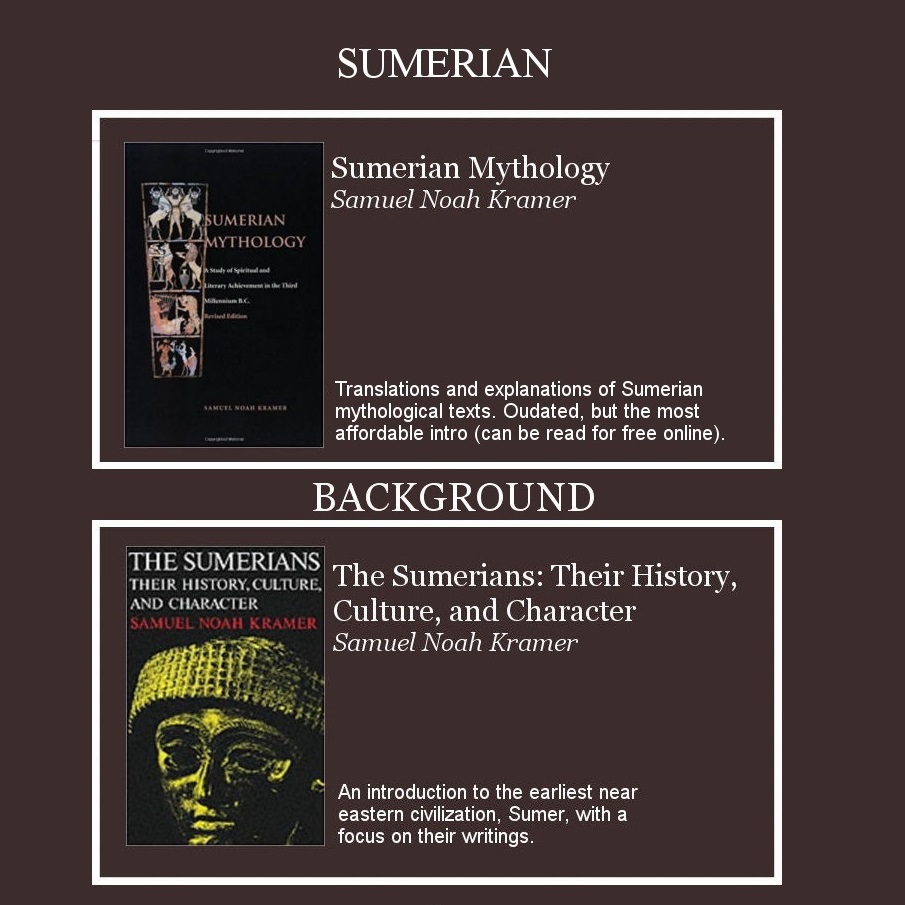 SUMERIAN
Copyrighted Material
SUMERIAN
MYTHOLOGY
A Study of Spiritual and
Literary Achievement in the Third
Millennium B.C.
Revised Edition
SAMUEL NOAH KRAMER
Copyrighted Material
Sumerian Mythology
Samuel Noah Kramer
Translations and explanations of Sumerian
mythological texts. Oudated, but the most
affordable intro (can be read for free online).
BACKGROUND
THE SUMERIANS
THEIR HISTORY, CULTURE,
AND CHARACTER
SAMUEL NOAH KRAMER
The Sumerians: Their History,
Culture, and Character
Samuel Noah Kramer
An introduction to the earliest near
eastern civilization, Sumer, with a
focus on their writings.